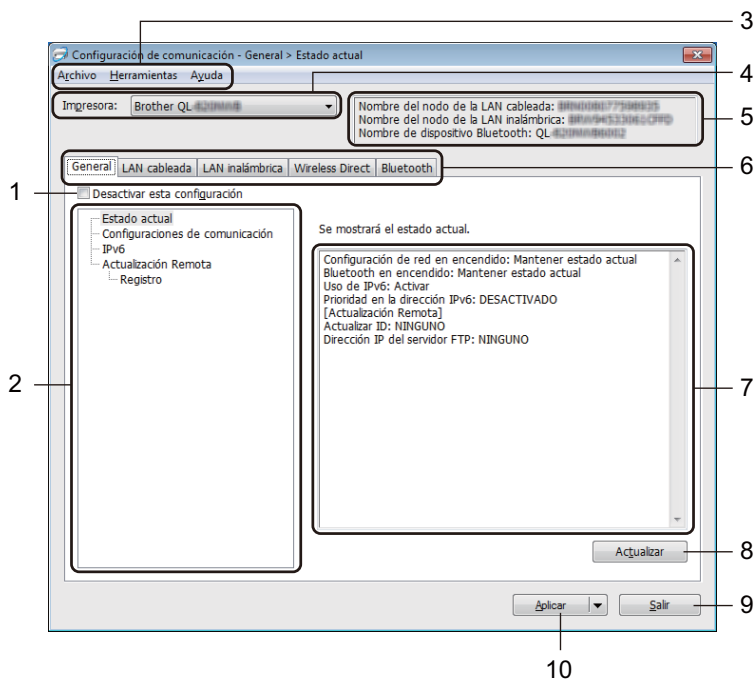 3
Configuración de comunicación - General > Estado actual
Archivo Herramientas Ayuda
4
Impresora: Brother QL-
Nombre del nodo de la LAN cableada:
Nombre del nodo de la LAN inalámbrica:
Nombre de dispositivo Bluetooth: QL-
5
General LAN cableada LAN inalámbrica Wireless Direct Bluetooth
6
1
Desactivar esta configuración
Estado actual
Configuraciones de comunicación
IPv6
Actualización Remota
Registro
2
Se mostrará el estado actual.
Configuración de red en encendido: Mantener estado actual
Bluetooth en encendido: Mantener estado actual
Uso de IPv6: Activar
Prioridad en la dirección IPv6: DESACTIVADO
[Actualización Remota]
Actualizar ID: NINGUNO
Dirección IP del servidor FTP: NINGUNO
7
Actualizar
8
Aplicar
Salir
9
10